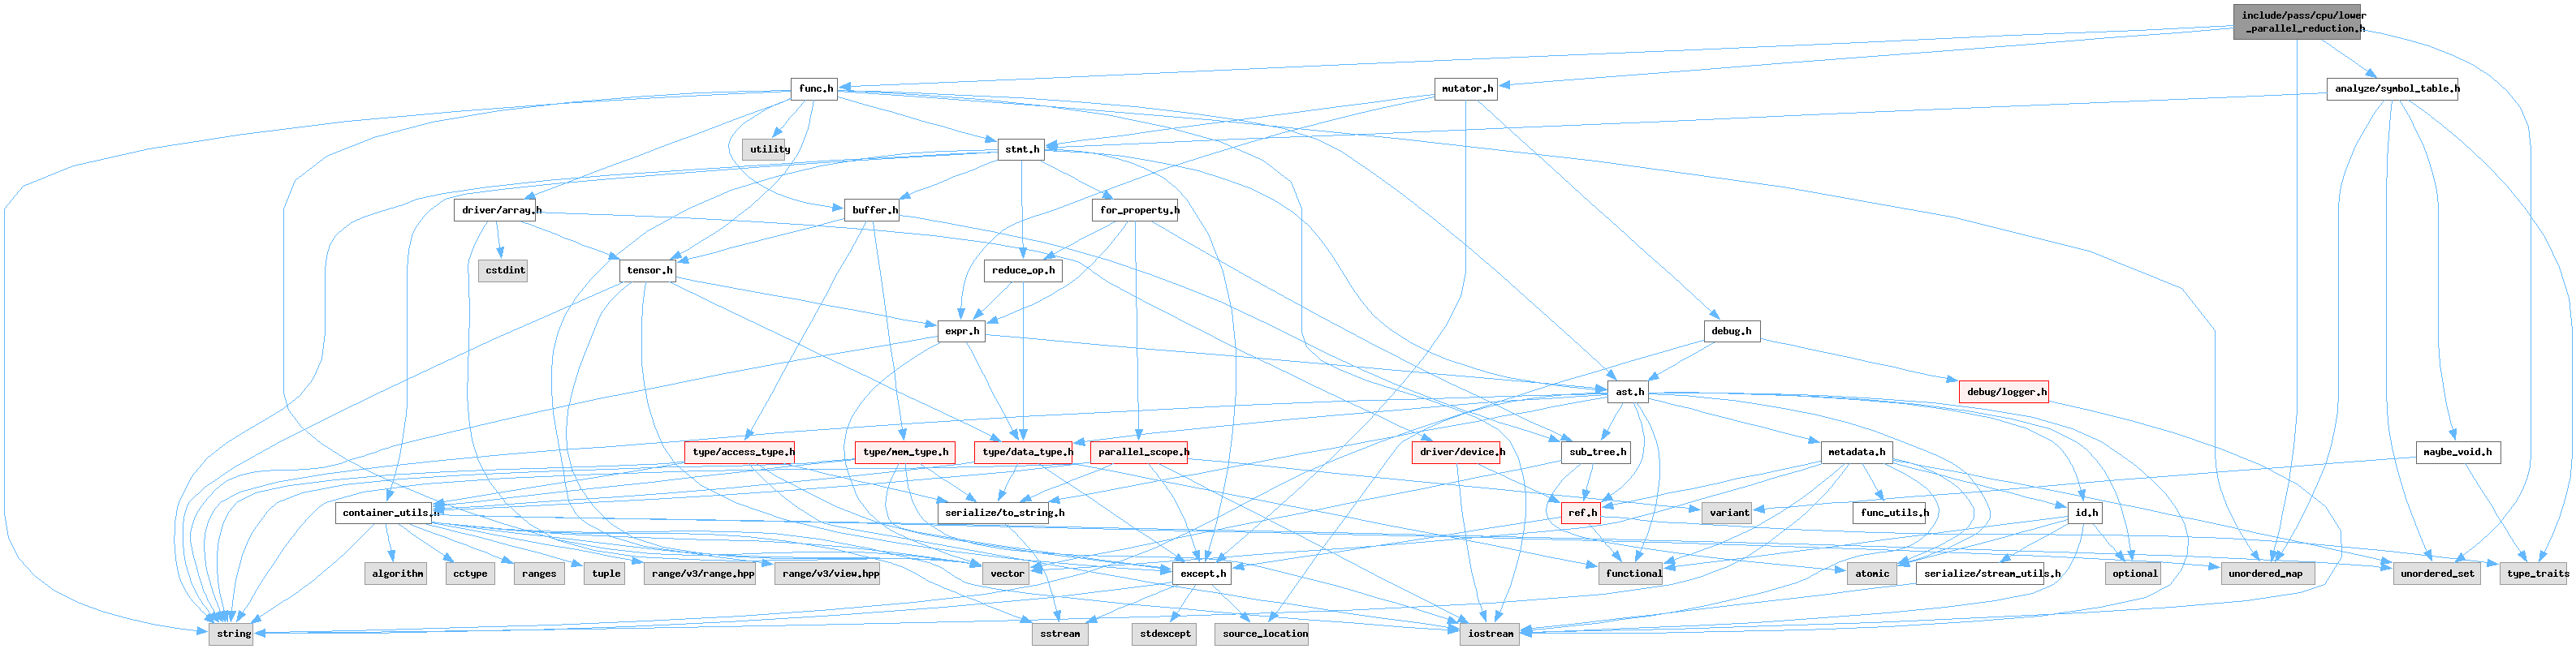 include/pass/cpu/lower
_parallel_reduction.h
func.h
mutator.h
analyze/symbol_table.h
utility
stmt.h
driver/array.h
buffer.h
for_property.h
cstdint
tensor.h
reduce_op.h
expr.h
debug.h
ast.h
debug/logger.h
type/access_type.h
type/mem_type.h
type/data_type.h
parallel_scope.h
driver/device.h
sub_tree.h
metadata.h
maybe_void.h
container_utils.h
serialize/to_string.h
ref.h
variant
func_utils.h
id.h
algorithm
cctype
ranges
tuple
range/v3/range.hpp
range/v3/view.hpp
vector
except.h
functional
atomic
serialize/stream_utils.h
optional
unordered_map
unordered_set
type_traits
string
sstream
stdexcept
source_location
iostream